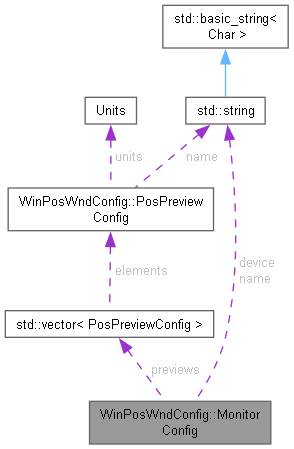 std::basic_string<
Char >
Units
std::string
units
name
WinPosWndConfig::PosPreview
Config
device
name
elements
std::vector< PosPreviewConfig >
previews
WinPosWndConfig::Monitor
Config